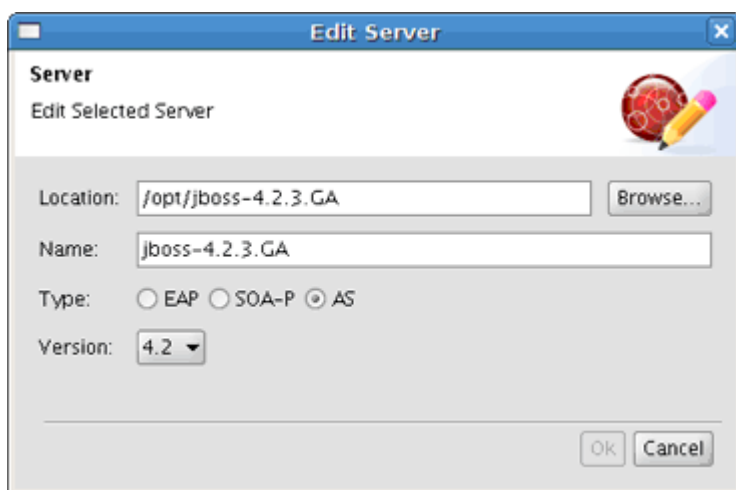 Edit Server
Server
Edit Selected Server
Location: /opt/jboss-4.2.3.GA Browse...
Name: jboss-4.2.3.GA
Type: EAP SOA-P AS
Version: 4.2
Ok Cancel